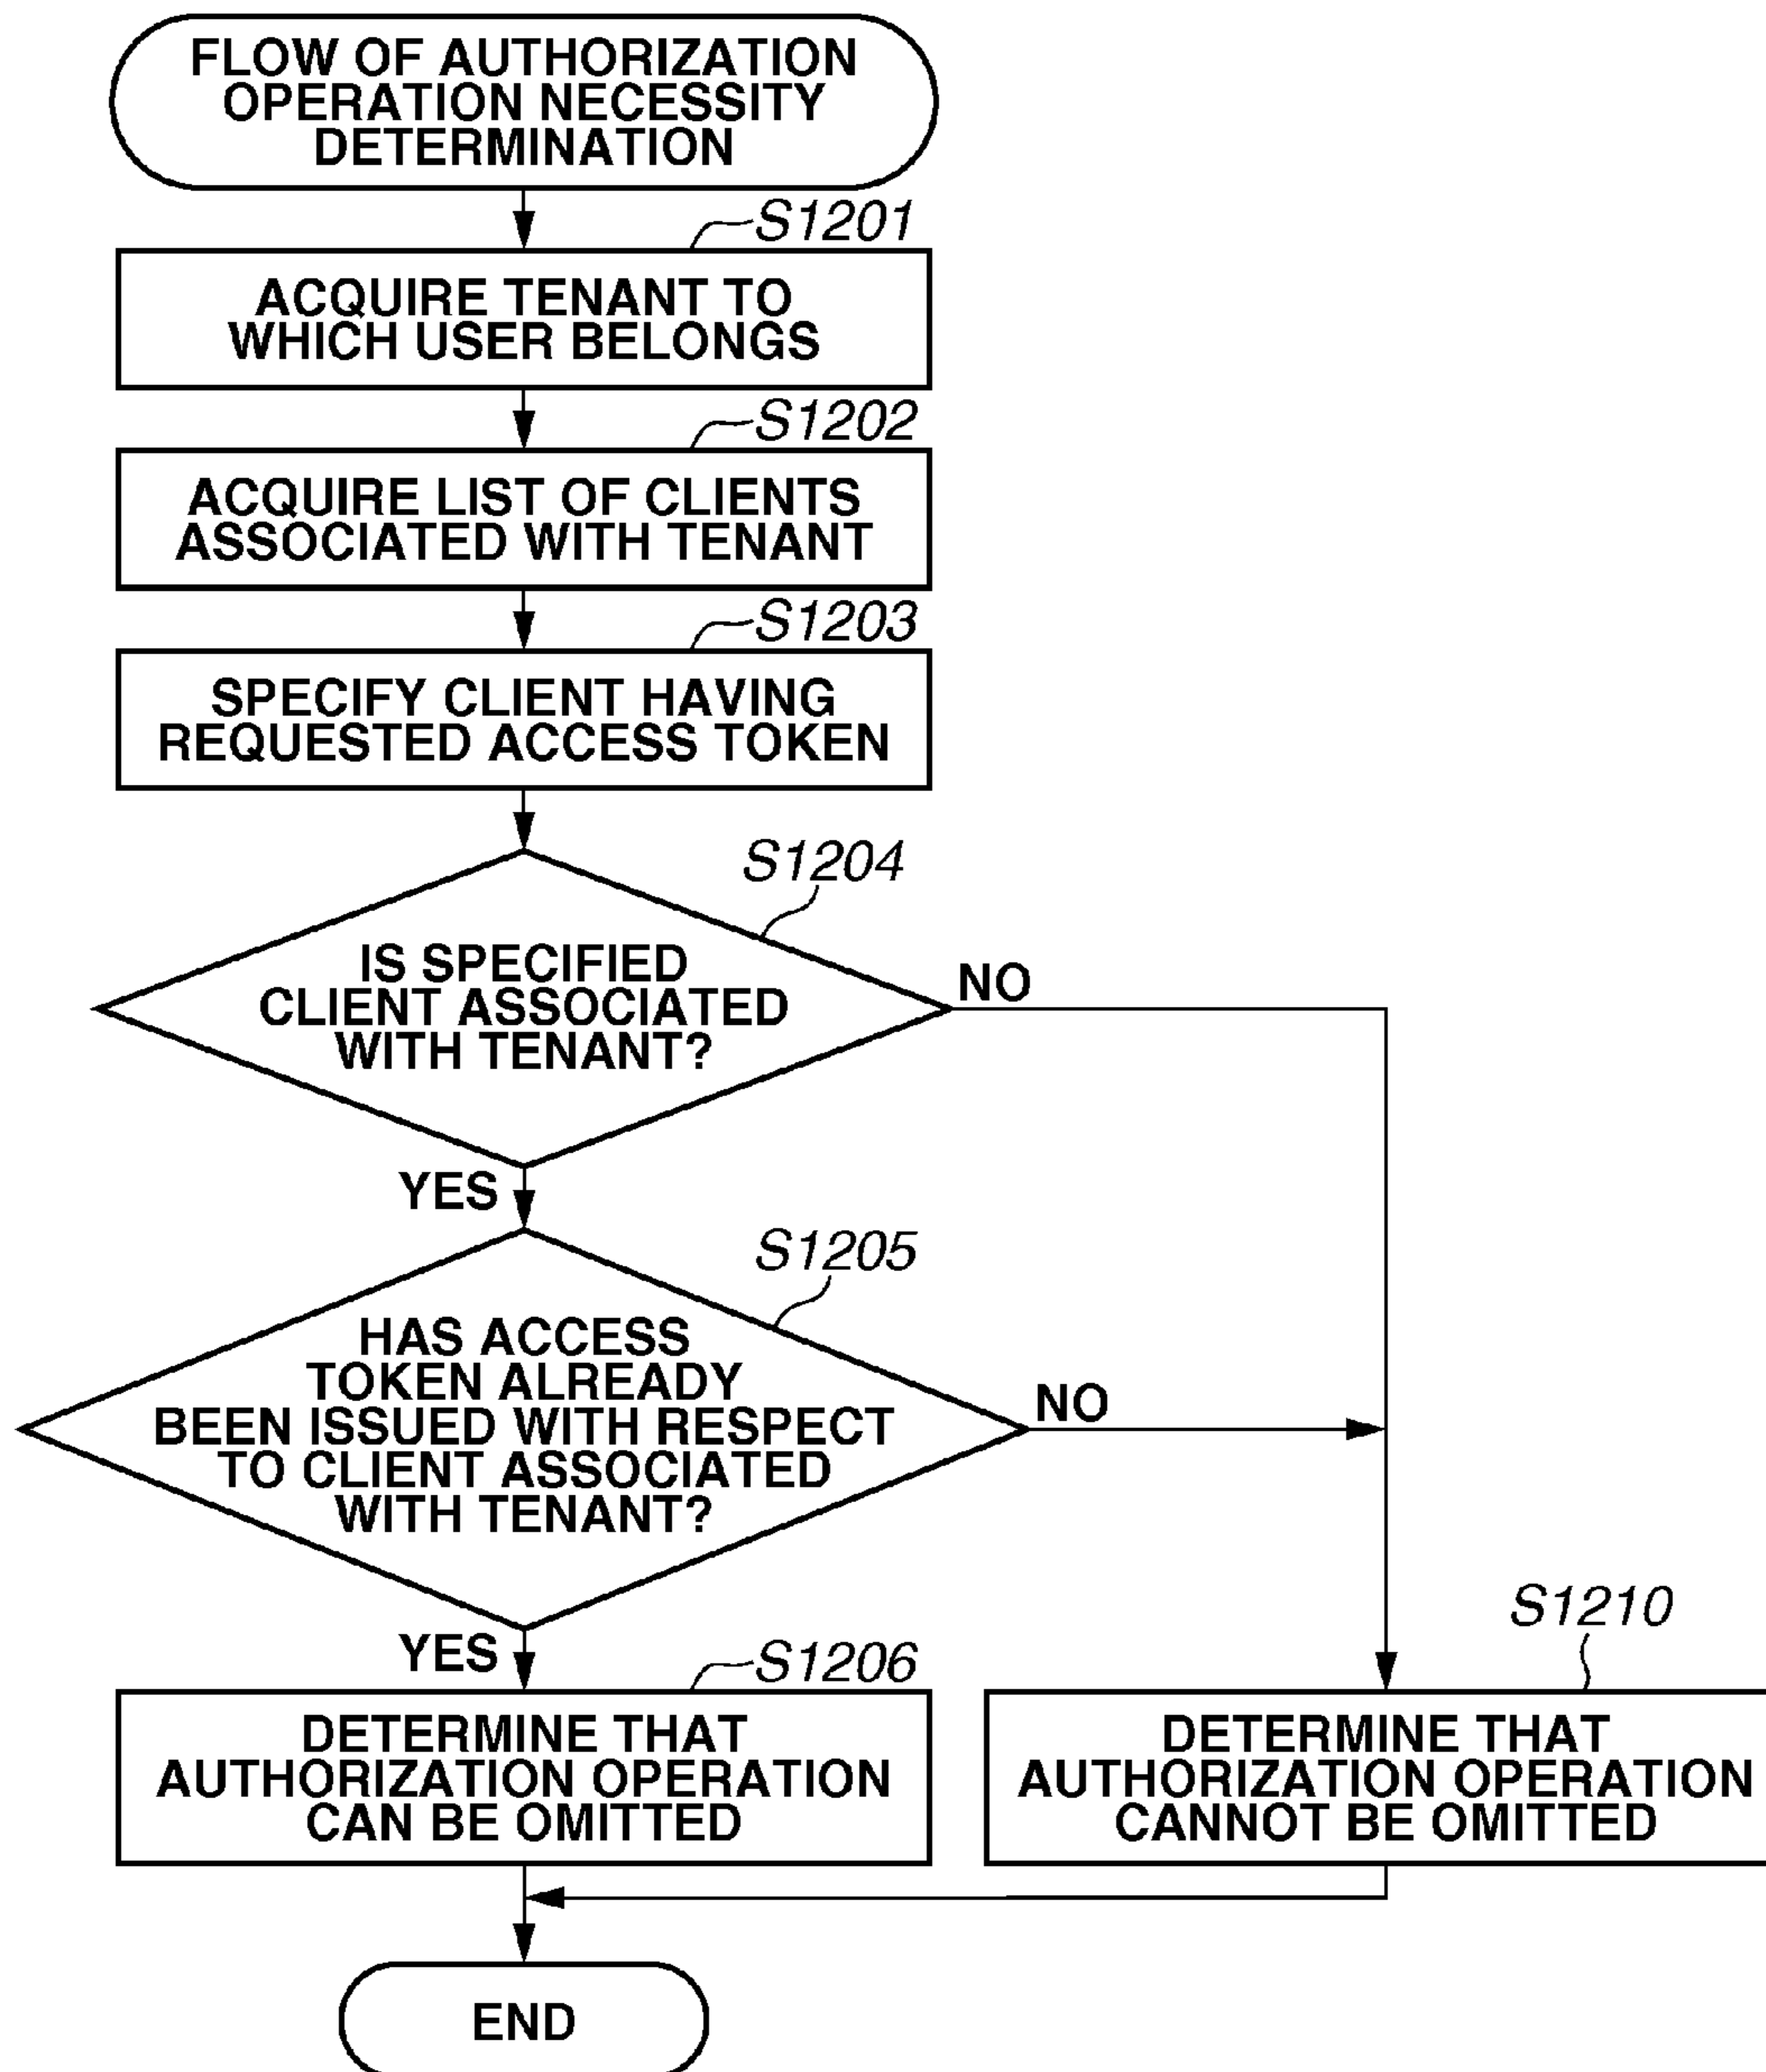 FLOW OF AUTHORIZATION
OPERATION NECESSITY
DETERMINATION
S1201
ACQUIRE TENANT TO
WHICH USER BELONGS
S1202
ACQUIRE LIST OF CLIENTS
ASSOCIATED WITH TENANT
S1203
SPECIFY CLIENT HAVING
REQUESTED ACCESS TOKEN
S1204
IS SPECIFIED
CLIENT ASSOCIATED
WITH TENANT?
NO
YES
S1205
HAS ACCESS
TOKEN ALREADY
BEEN ISSUED WITH RESPECT
TO CLIENT ASSOCIATED
WITH TENANT?
NO
YES
S1206
DETERMINE THAT
AUTHORIZATION OPERATION
CAN BE OMITTED
S1210
DETERMINE THAT
AUTHORIZATION OPERATION
CANNOT BE OMITTED
END